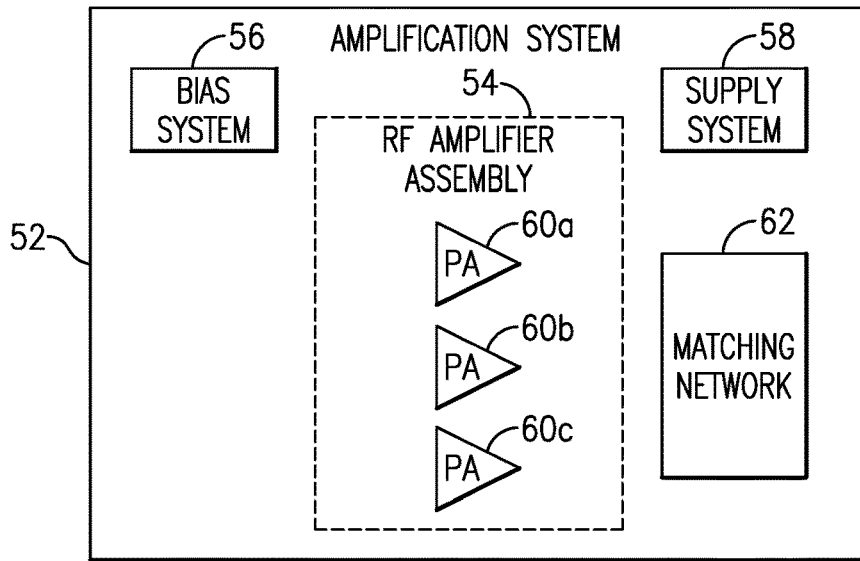 56
AMPLIFICATION SYSTEM
58
BIAS
SYSTEM
54
SUPPLY
SYSTEM
RF AMPLIFIER
ASSEMBLY
52
60a
PA
62
60b
PA
MATCHING
NETWORK
60c
PA